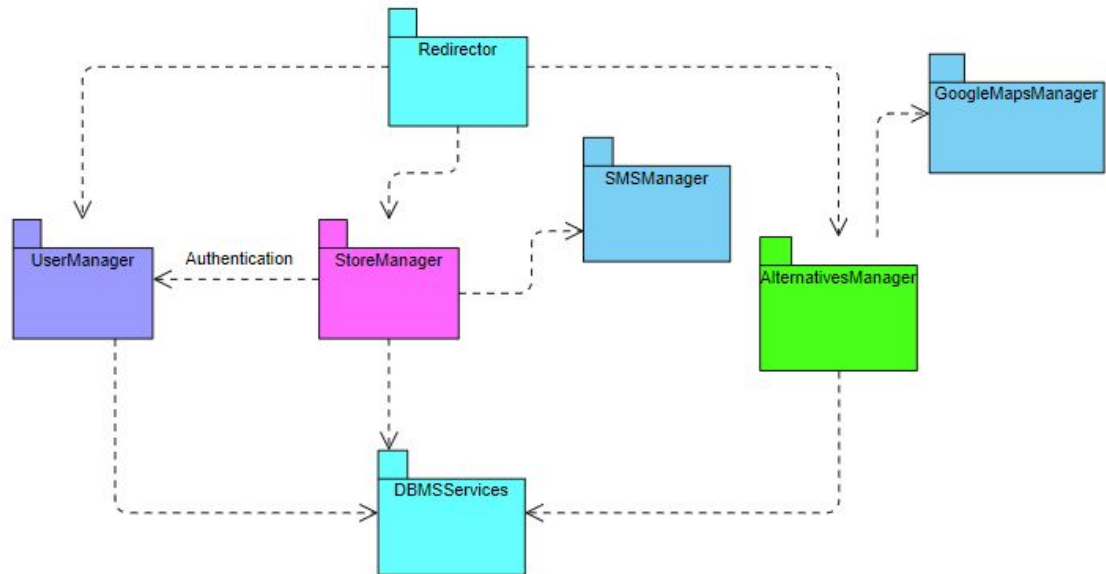 Redirector
GoogleMapsManager
SMSManager
UserManager
Authentication
StoreManager
AlternativesManager
DBMSServices